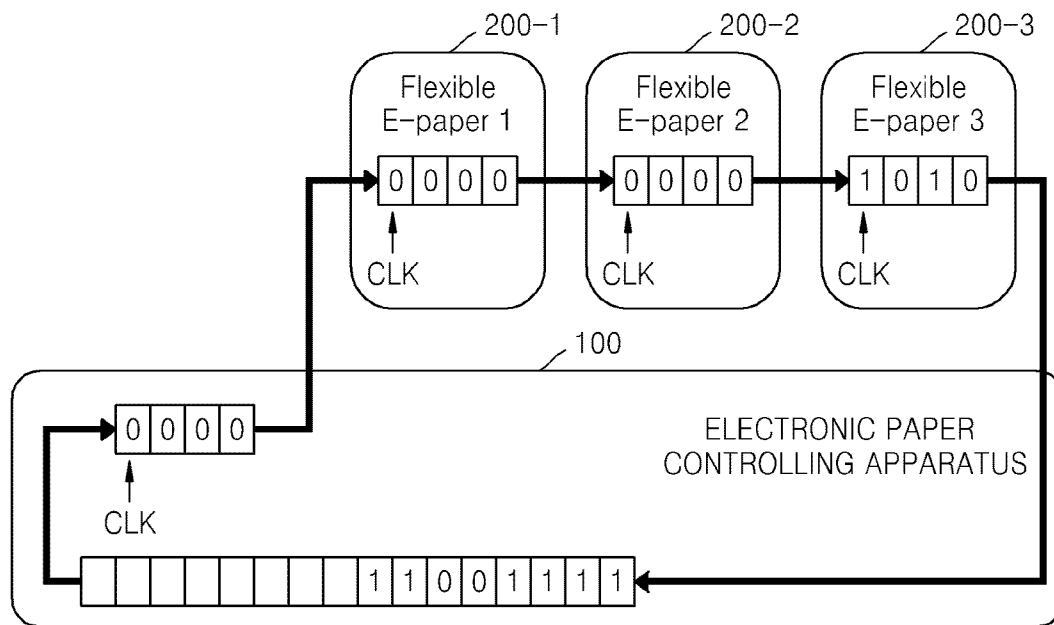 200-1 200-2 200-3
Flexible Flexible Flexible
E-paper 1 E-paper 2 E-paper 3
0 0 0 0 0 0 0 0 1 0 1 0
CLK CLK CLK
100
0 0 0 0
ELECTRONIC PAPER
CONTROLLING APPARATUS
CLK
1 1 0 0 1 1 1 1